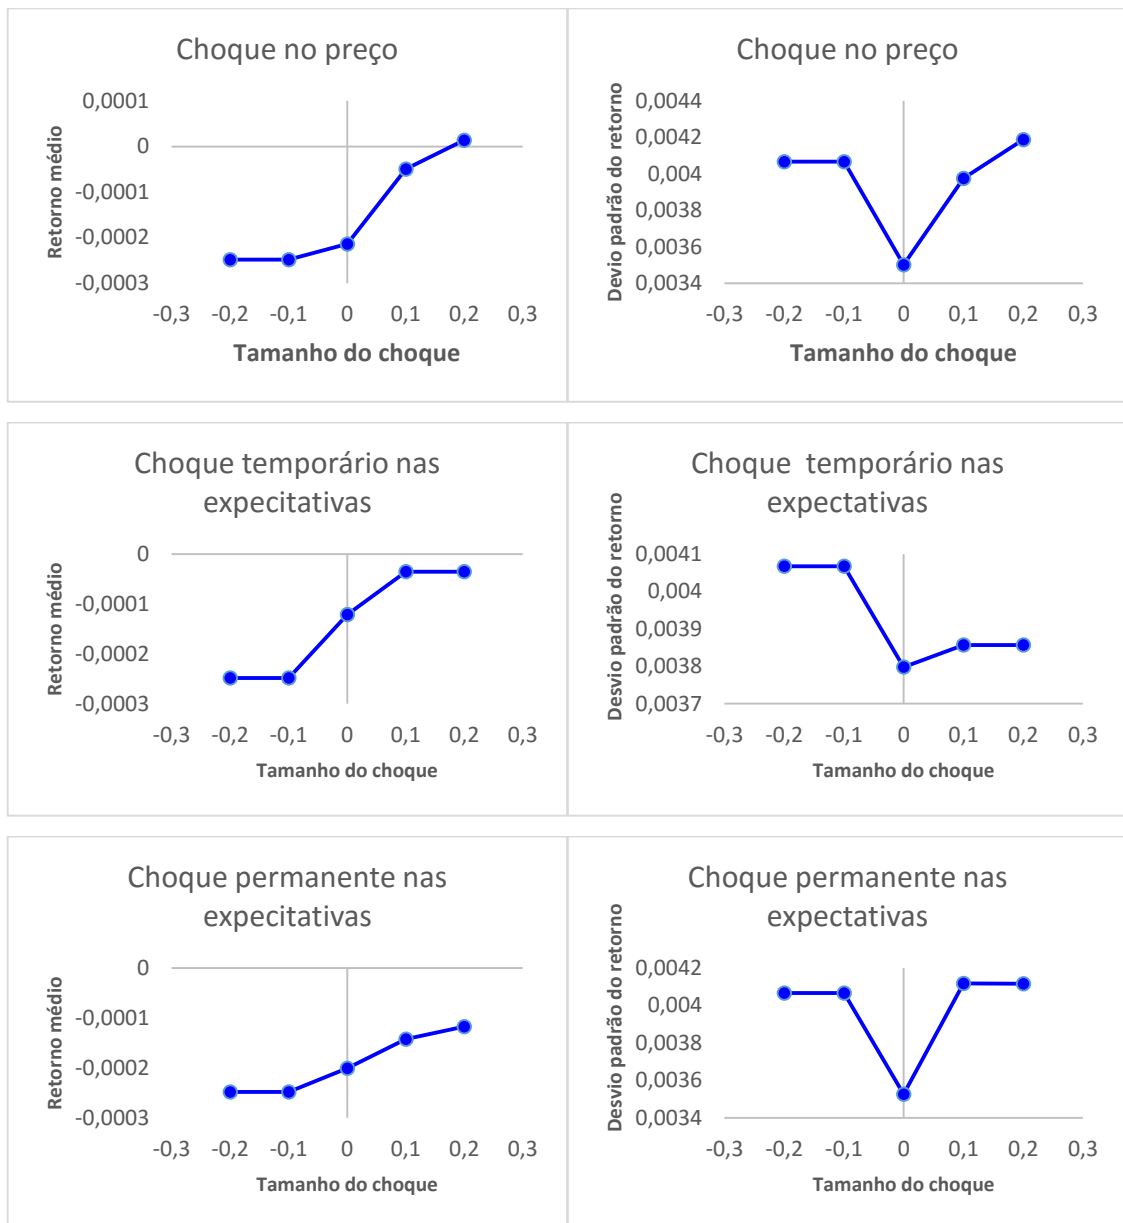 Choque no preço
Retorno médio
0,0001
0
-0,0001
-0,0002
-0,0003
-0,3 -0,2 -0,1 0 0,1 0,2 0,3
Tamanho do choque
Choque no preço
Devio padrão do retorno
0,0044
0,0042
0,004
0,0038
0,0036
0,0034
-0,3 -0,2 -0,1 0 0,1 0,2 0,3
Tamanho do choque
Choque temporário nas
expecitativas
Retorno médio
0
-0,0001
-0,0002
-0,0003
-0,3 -0,2 -0,1 0 0,1 0,2 0,3
Tamanho do choque
Choque temporário nas
expectativas
Desvio padrão do retorno
0,0041
0,004
0,0039
0,0038
0,0037
-0,3 -0,2 -0,1 0 0,1 0,2 0,3
Tamanho do choque
Choque permanente nas
expecitativas
Retorno médio
0
-0,0001
-0,0002
-0,0003
-0,3 -0,2 -0,1 0 0,1 0,2 0,3
Tamanho do choque
Choque permanente nas
expectativas
Desvio padrão do retorno
0,0042
0,004
0,0038
0,0036
0,0034
-0,3 -0,2 -0,1 0 0,1 0,2 0,3
Tamanho do choque